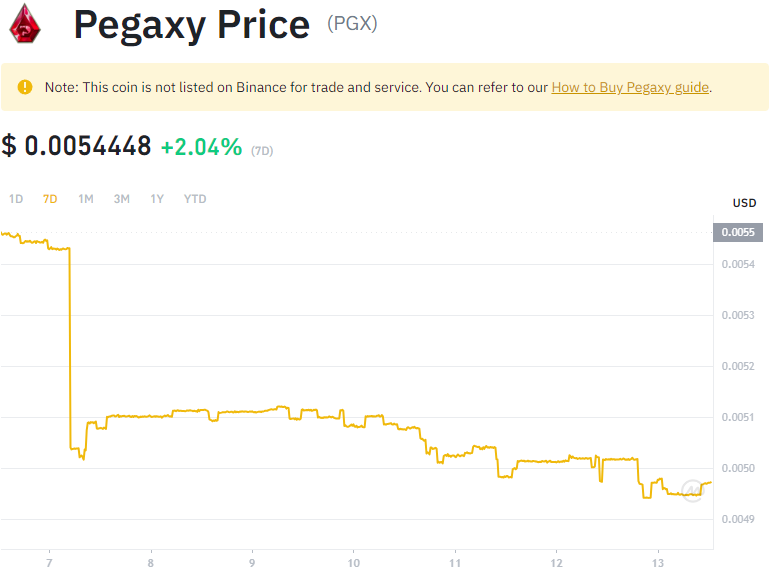 Pegaxy Price (PGX)
Note: This coin is not listed on Binance for trade and service. You can refer to our How to Buy Pegaxy guide.
$ 0.0054448 +2.04% (7D)
1D 7D 1M 3M 1Y YTD
USD
0.0055
0.0054
0.0053
0.0052
0.0051
0.0050
0.0049
7 8 9 10 11 12 13